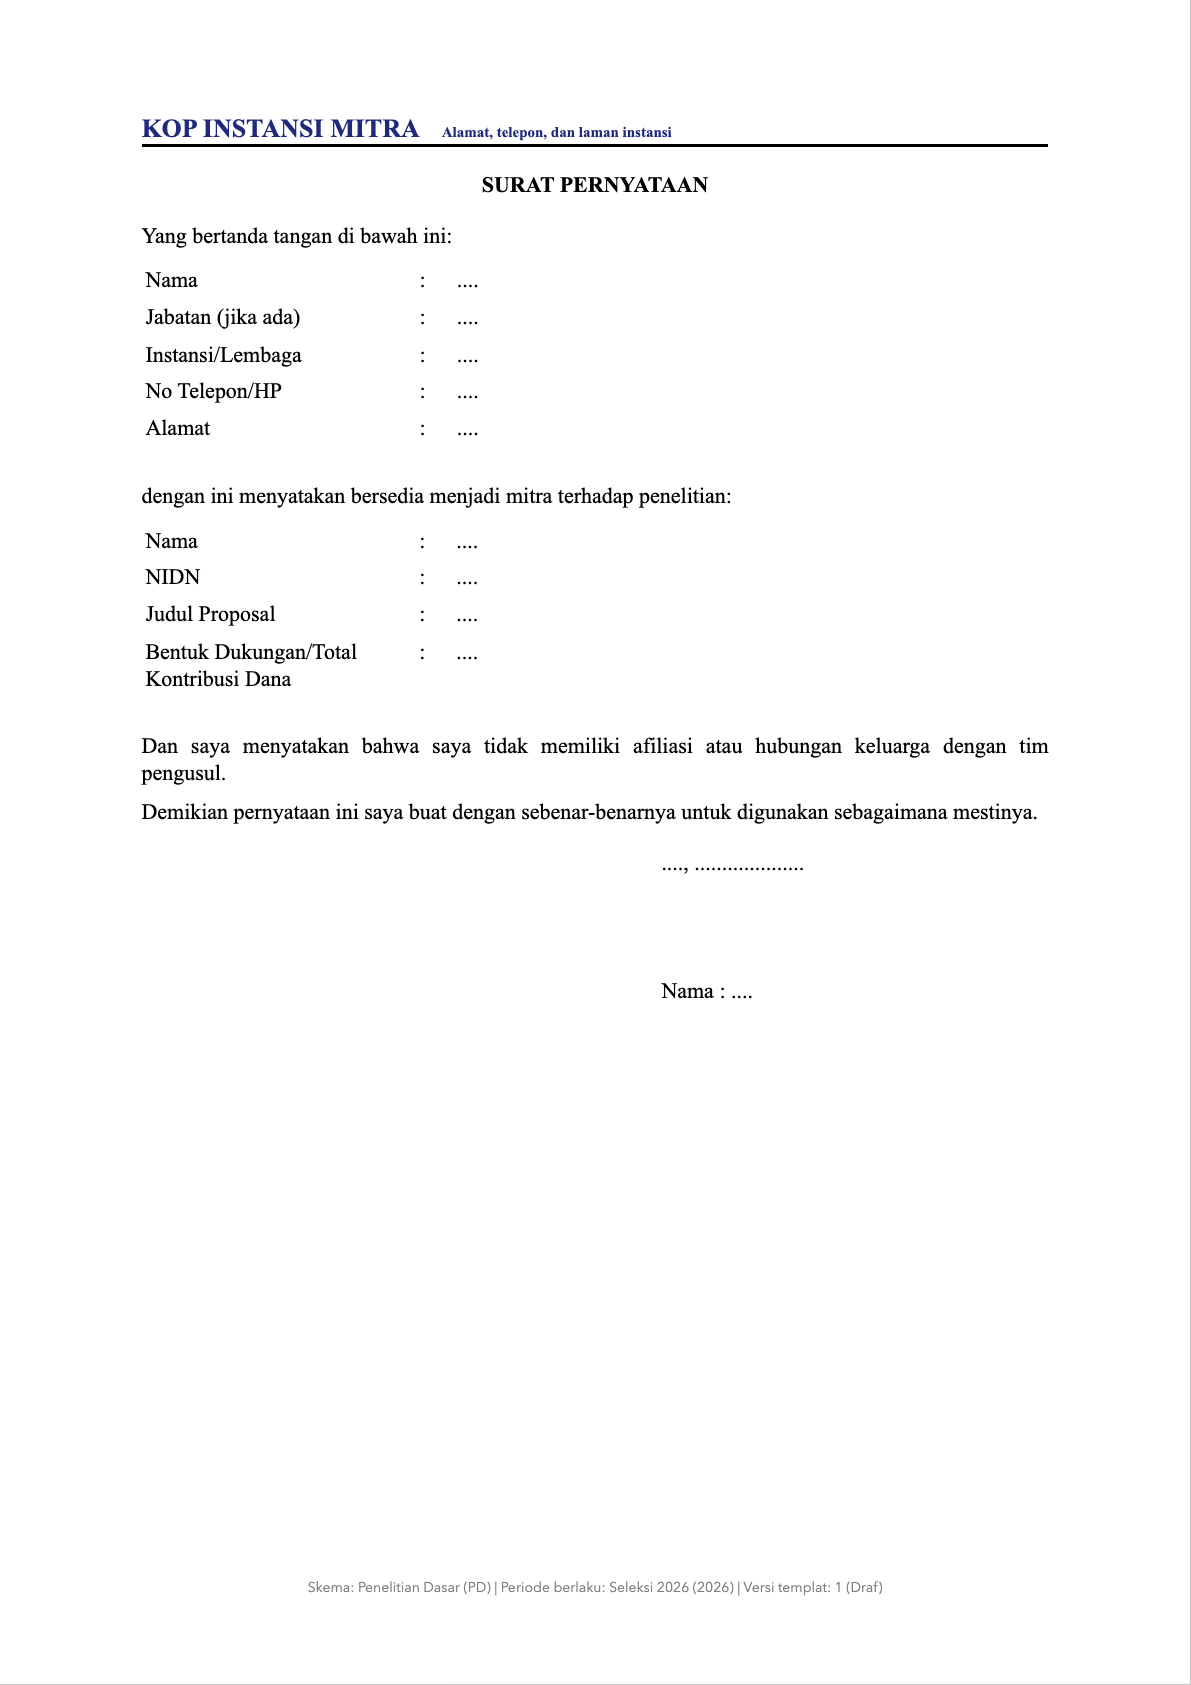 KOP INSTANSI MITRA Alamat, telepon, dan laman instansi
SURAT PERNYATAAN
Yang bertanda tangan di bawah ini:
Nama : ....
Jabatan (jika ada) : ....
Instansi/Lembaga : ....
No Telepon/HP : ....
Alamat : ....
dengan ini menyatakan bersedia menjadi mitra terhadap penelitian:
Nama : ....
NIDN : ....
Judul Proposal : ....
Bentuk Dukungan/Total : ....
Kontribusi Dana
Dan saya menyatakan bahwa saya tidak memiliki afiliasi atau hubungan keluarga dengan tim
pengusul.
Demikian pernyataan ini saya buat dengan sebenar-benarnya untuk digunakan sebagaimana mestinya.
...., ....................
Nama : ....
Skema: Penelitian Dasar (PD) | Periode berlaku: Seleksi 2026 (2026) | Versi templat: 1 (Draf)